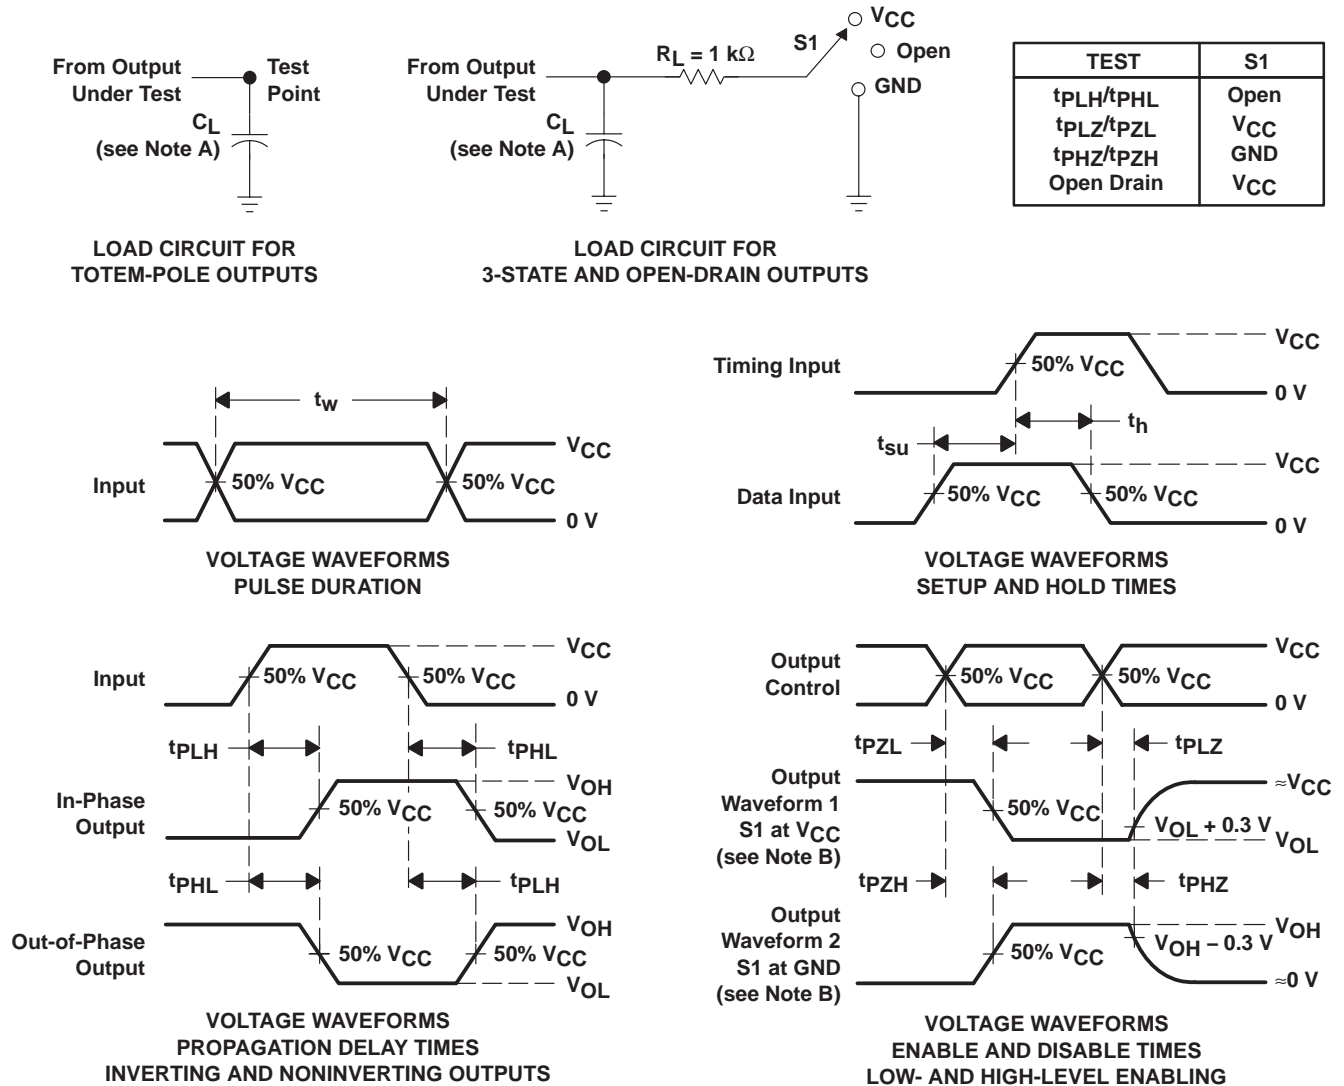 From Output
Under Test
Test
Point
CL
(see Note A)
LOAD CIRCUIT FOR
TOTEM-POLE OUTPUTS
From Output
Under Test
CL
(see Note A)
RL = 1 kΩ
S1
VCC
Open
GND
LOAD CIRCUIT FOR
3-STATE AND OPEN-DRAIN OUTPUTS
TEST S1
tPLH/tPHL Open
tPLZ/tPZL VCC
tPHZ/tPZH GND
Open Drain VCC
tw
Input
50% VCC
50% VCC
VCC
0 V
VOLTAGE WAVEFORMS
PULSE DURATION
Timing Input
50% VCC
VCC
0 V
tsu
th
Data Input
50% VCC
50% VCC
VCC
0 V
VOLTAGE WAVEFORMS
SETUP AND HOLD TIMES
Input
50% VCC
50% VCC
VCC
0 V
tPLH
tPHL
In-Phase
Output
50% VCC
50% VCC
VOH
VOL
tPHL
tPLH
Out-of-Phase
Output
50% VCC
50% VCC
VOH
VOL
VOLTAGE WAVEFORMS
PROPAGATION DELAY TIMES
INVERTING AND NONINVERTING OUTPUTS
Output
Control
50% VCC
50% VCC
VCC
0 V
tPZL
tPLZ
Output
Waveform 1
S1 at VCC
(see Note B)
50% VCC
≈VCC
VOL + 0.3 V
VOL
tPZH
tPHZ
Output
Waveform 2
S1 at GND
(see Note B)
50% VCC
VOH
VOH − 0.3 V
≈0 V
VOLTAGE WAVEFORMS
ENABLE AND DISABLE TIMES
LOW- AND HIGH-LEVEL ENABLING